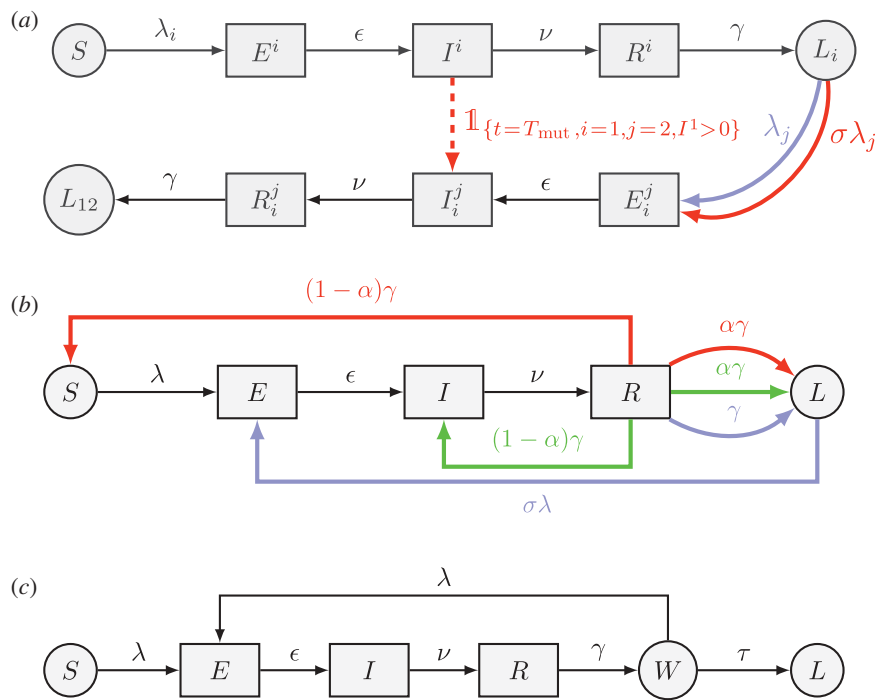 (a)
S λ_i E^i ϵ I^i ν R^i γ L_i
𝟙_{t=T_mut, i=1, j=2, I^1>0} λ_j σλ_j
L_12 γ R_i^j ν I_i^j ϵ E_i^j
(b)
(1 − α)γ
αγ
S λ E ϵ I ν R αγ L
γ
(1 − α)γ
σλ
(c)
λ
S λ E ϵ I ν R γ W τ L